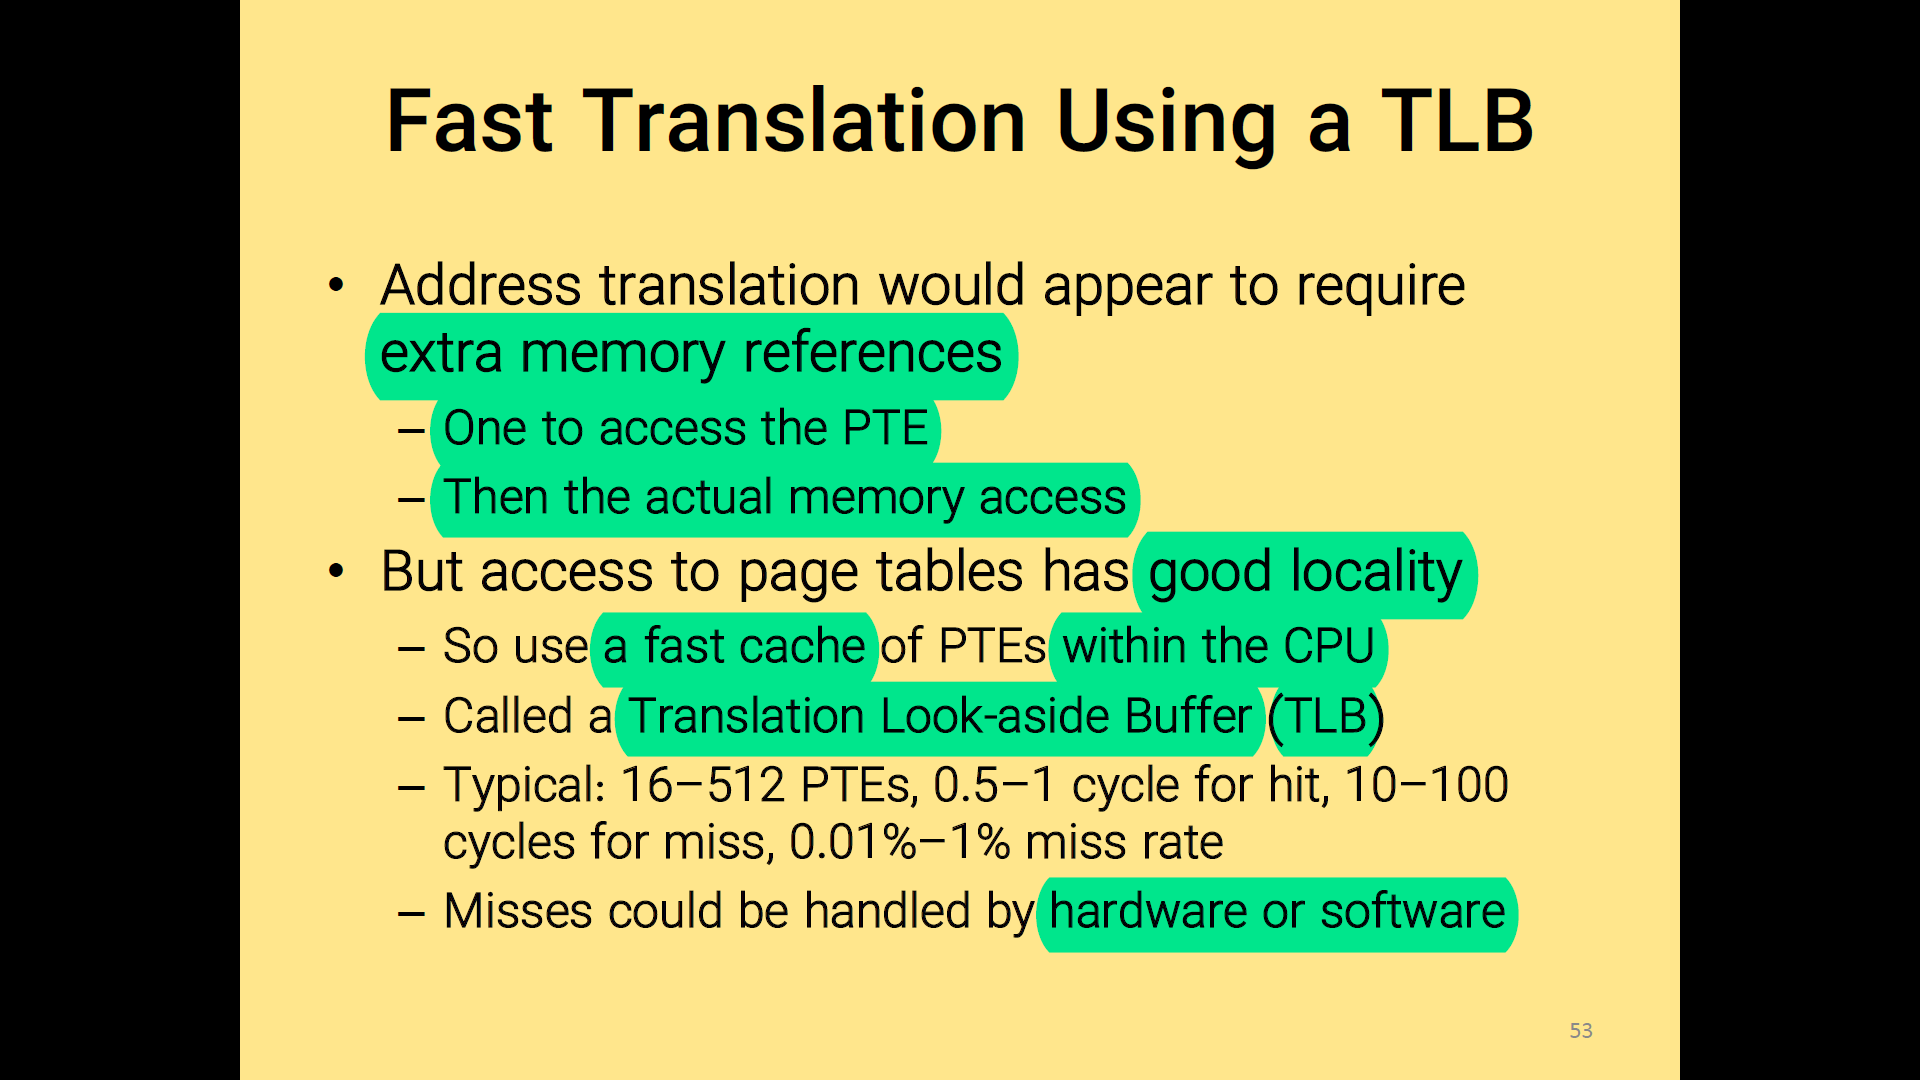 Fast Translation Using a TLB
• Address translation would appear to require
extra memory references
– One to access the PTE
– Then the actual memory access
• But access to page tables has good locality
– So use a fast cache of PTEs within the CPU
– Called a Translation Look-aside Buffer (TLB)
– Typical: 16–512 PTEs, 0.5–1 cycle for hit, 10–100
cycles for miss, 0.01%–1% miss rate
– Misses could be handled by hardware or software
53